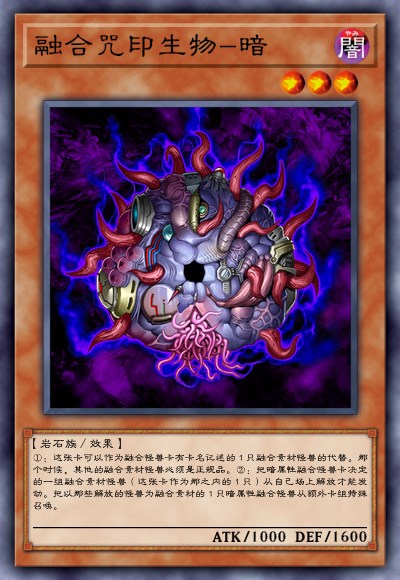 融合咒印生物-暗
やみ
闇
【岩石族/效果】
①:这张卡可以作为融合怪兽卡有卡名记述的1只融合素材怪兽的代替。那
个时候,其他的融合素材怪兽必须是正规品。②:把暗属性融合怪兽卡决定
的一组融合素材怪兽(这张卡作为那之内的1只)从自己场上解放才能发
动。把以那些解放的怪兽为融合素材的1只暗属性融合怪兽从额外卡组特殊
召唤。
ATK/1000 DEF/1600